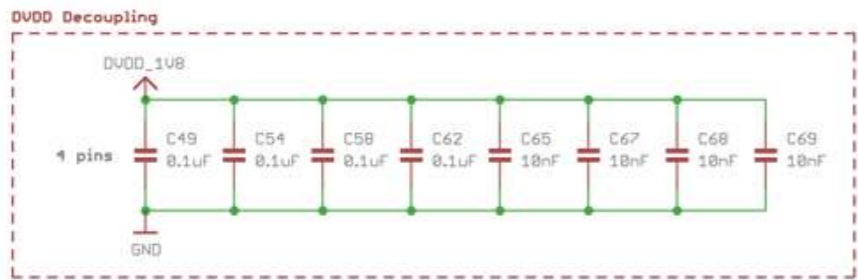 DVDD Decoupling
DVDD_1V8
C49 C54 C58 C62 C65 C67 C68 C69
4 pins 0.1uF 0.1uF 0.1uF 0.1uF 10nF 10nF 10nF 10nF
GND